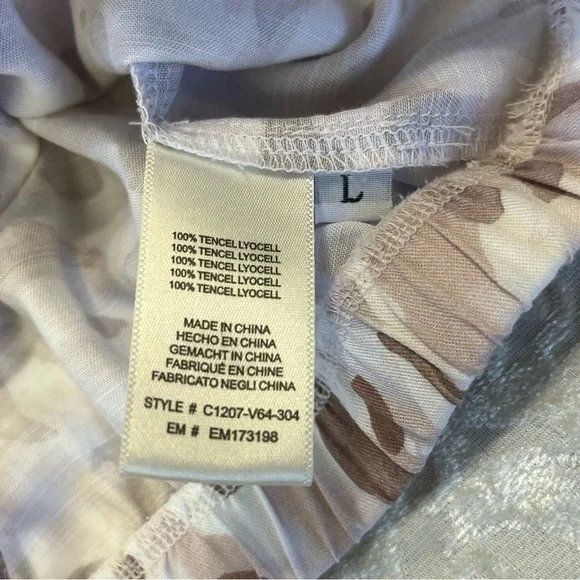 100% TENCEL LYOCELL
100% TENCEL LYOCELL
100% TENCEL LYOCELL
100% TENCEL LYOCELL
100% TENCEL LYOCELL
MADE IN CHINA
HECHO EN CHINA
GEMACHT IN CHINA
FABRIQUÉ EN CHINE
FABRICATO NEGLI CHINA
STYLE # C1207-V64-304
EM # EM173198
L